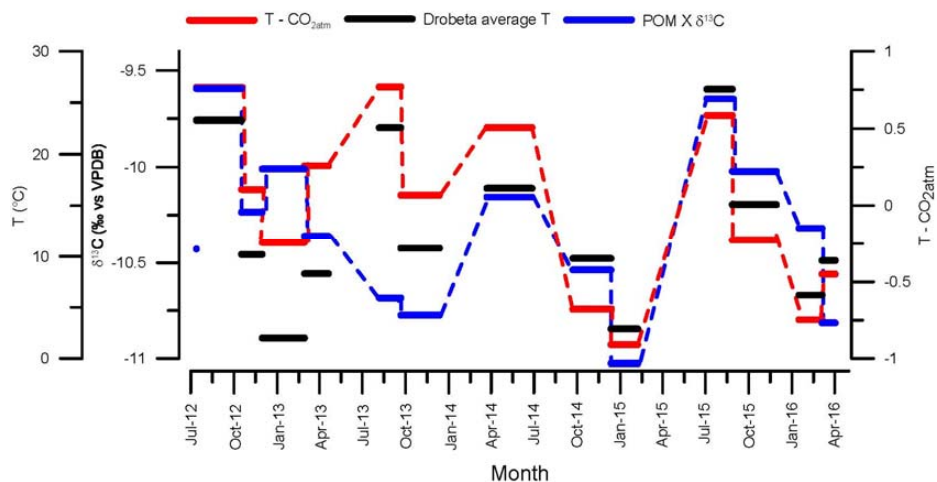 T - CO2atm Drobeta average T POM X δ¹³C
30
20
10
0
T (°C)
-9.5
-10
-10.5
-11
δ¹³C (‰ vs VPDB)
1
0.5
0
-0.5
-1
T - CO2atm
Jul-12
Oct-12
Jan-13
Apr-13
Jul-13
Oct-13
Jan-14
Apr-14
Jul-14
Oct-14
Jan-15
Apr-15
Jul-15
Oct-15
Jan-16
Apr-16
Month